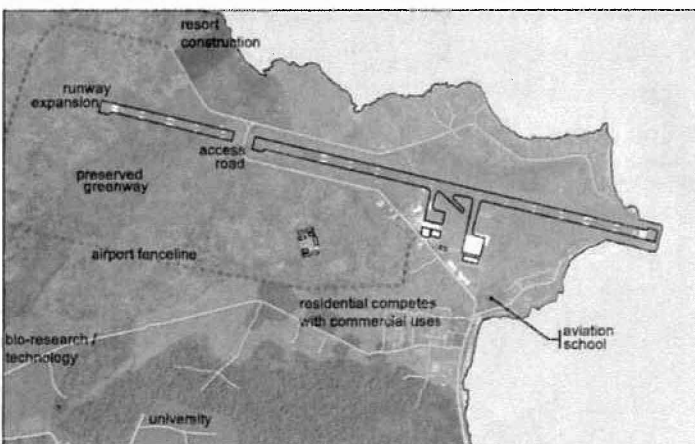 resort
construction
runway
expansion
access
road
preserved
greenway
airport fenceline
residential competes
with commercial uses
aviation
school
bio-research /
technology
university